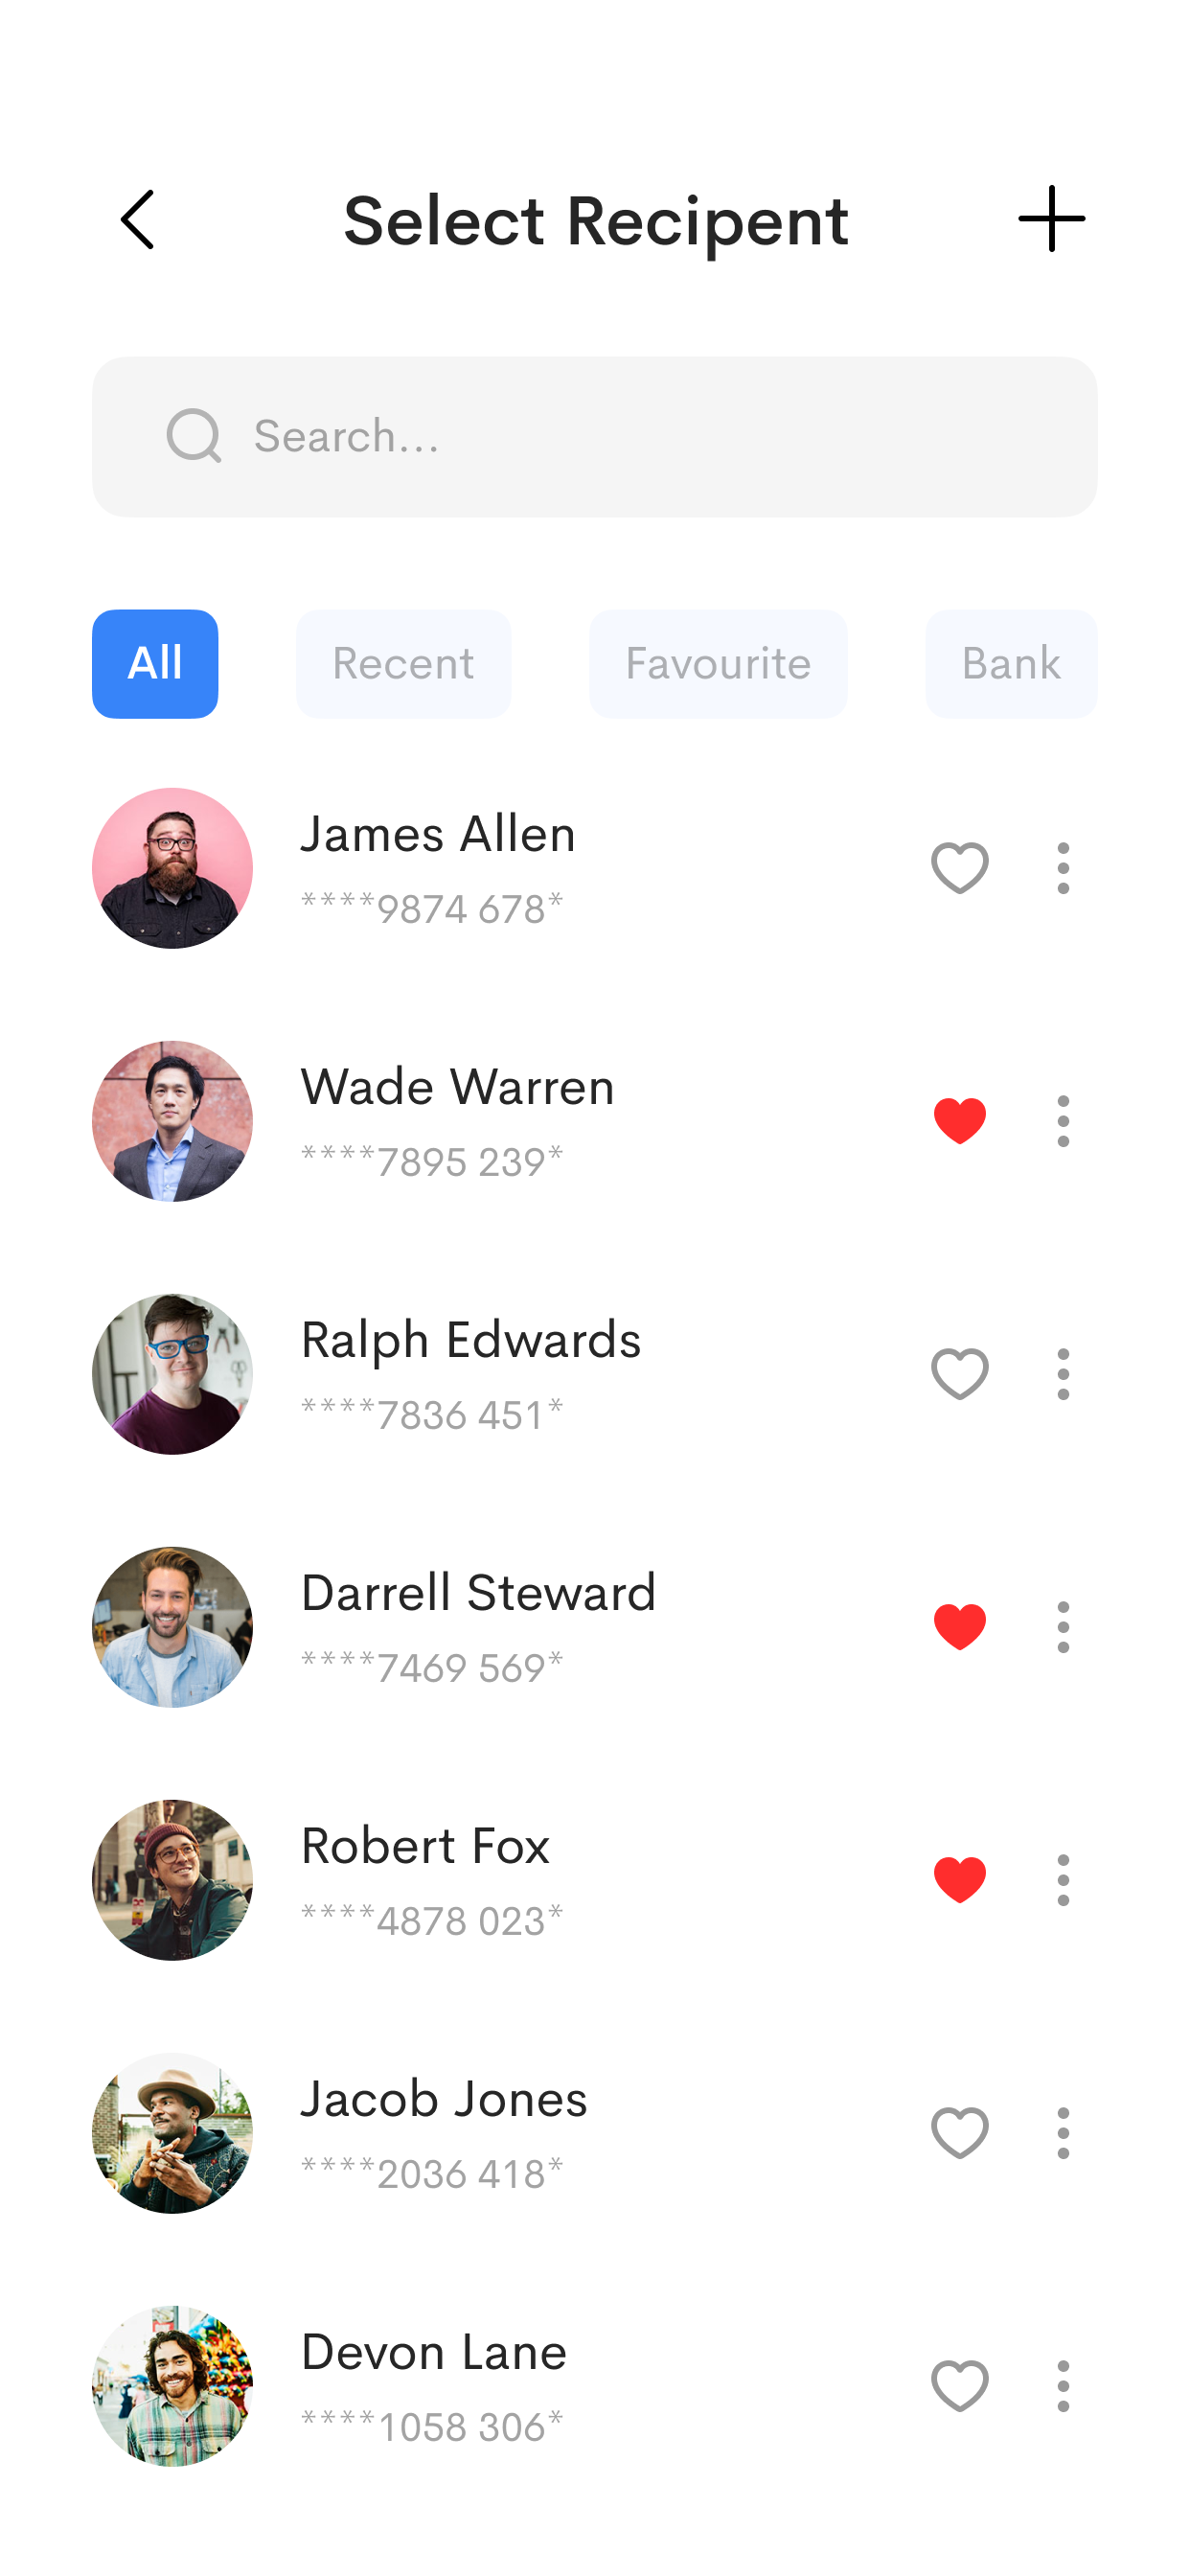 Select Recipent
Search...
All Recent Favourite Bank
James Allen
****9874 678*
Wade Warren
****7895 239*
Ralph Edwards
****7836 451*
Darrell Steward
****7469 569*
Robert Fox
****4878 023*
Jacob Jones
****2036 418*
Devon Lane
****1058 306*